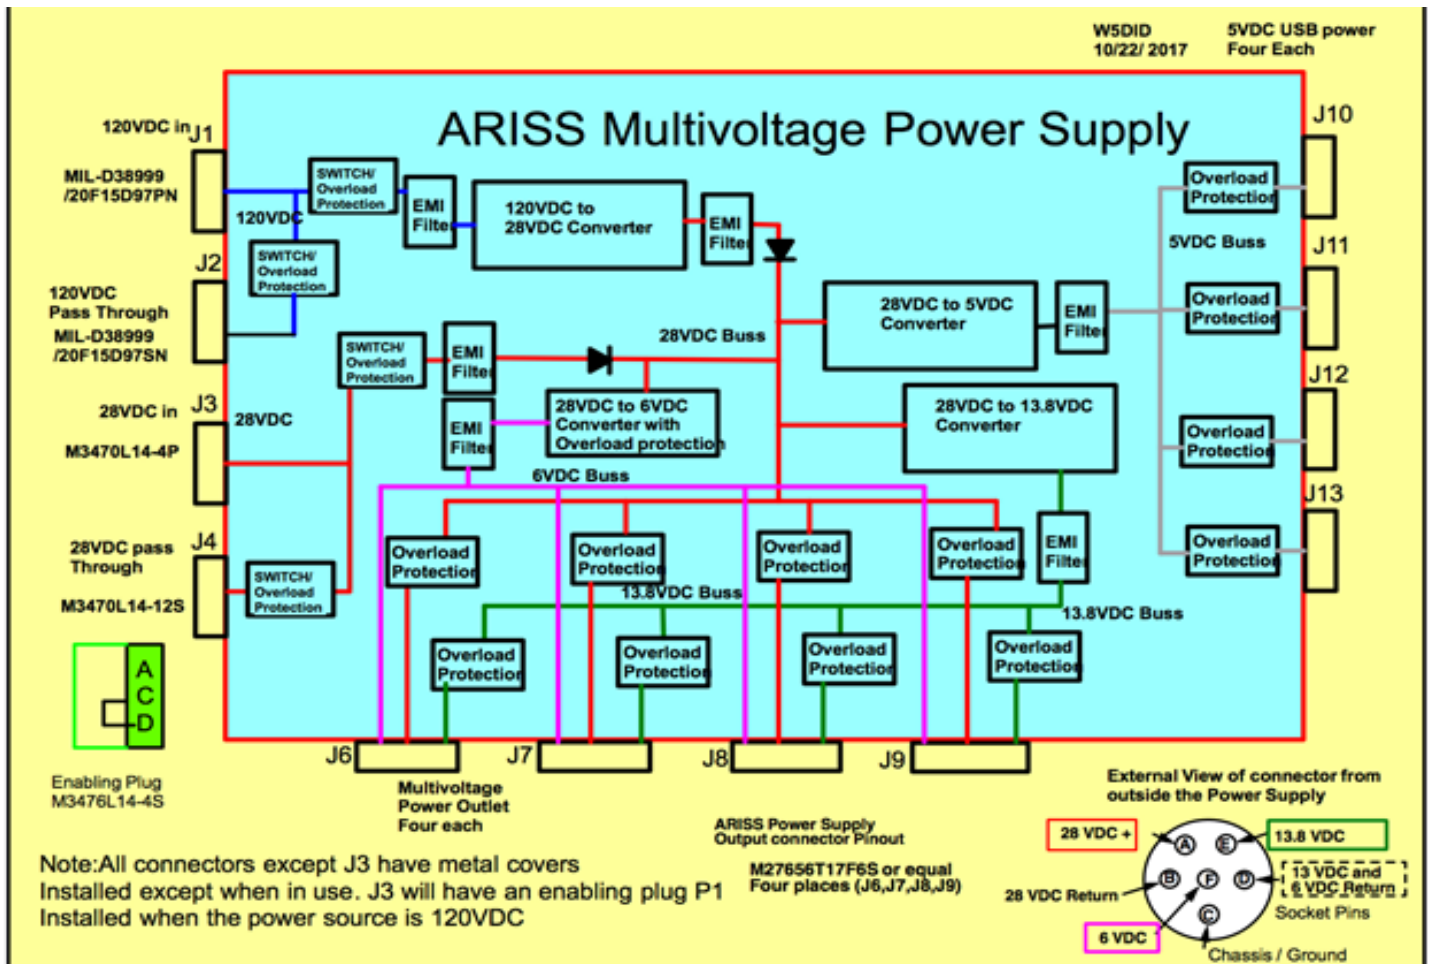 W5DID
10/22/ 2017
5VDC USB power
Four Each
ARISS Multivoltage Power Supply
120VDC in
J1
MIL-D38999
/20F15D97PN
120VDC
SWITCH/
Overload
Protection
EMI
Filter
120VDC to
28VDC Converter
EMI
Filter
Overload
Protection
J10
SWITCH/
Overload
Protection
J2
120VDC
Pass Through
MIL-D38999
/20F15D97SN
5VDC Buss
J11
28VDC to 5VDC
Converter
EMI
Filter
Overload
Protection
28VDC Buss
SWITCH/
Overload
Protection
EMI
Filter
J12
28VDC in
J3
28VDC
M3470L14-4P
EMI
Filter
28VDC to 6VDC
Converter with
Overload protection
28VDC to 13.8VDC
Converter
Overload
Protection
6VDC Buss
J13
28VDC pass
Through
J4
M3470L14-12S
SWITCH/
Overload
Protection
Overload
Protection
Overload
Protection
Overload
Protection
Overload
Protection
EMI
Filter
Overload
Protection
13.8VDC Buss
13.8VDC Buss
Overload
Protection
Overload
Protection
Overload
Protection
Overload
Protection
A
C
D
Enabling Plug
M3476L14-4S
J6
J7
J8
J9
Multivoltage
Power Outlet
Four each
ARISS Power Supply
Output connector Pinout
M27656T17F6S or equal
Four places (J6,J7,J8,J9)
External View of connector from
outside the Power Supply
28 VDC +
A
E
13.8 VDC
28 VDC Return
B
F
D
13 VDC and
6 VDC Return
Socket Pins
6 VDC
C
Chassis / Ground
Note:All connectors except J3 have metal covers
Installed except when in use. J3 will have an enabling plug P1
Installed when the power source is 120VDC